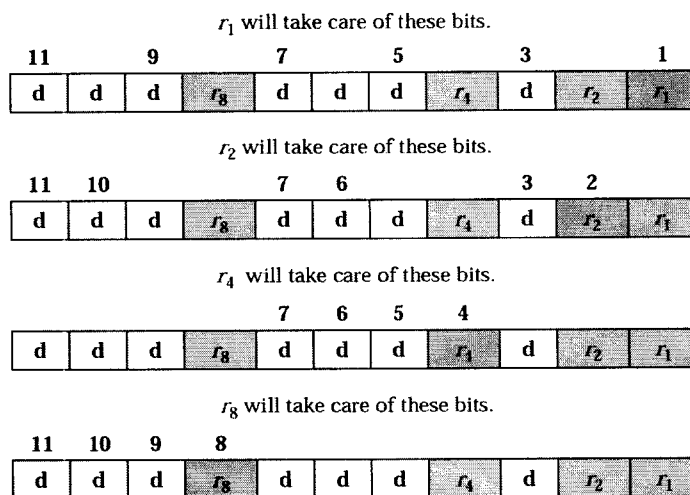 r₁ will take care of these bits.
11 9 7 5 3 1
d d d r₈ d d d r₄ d r₂ r₁
r₂ will take care of these bits.
11 10 7 6 3 2
d d d r₈ d d d r₄ d r₂ r₁
r₄ will take care of these bits.
7 6 5 4
d d d r₈ d d d r₄ d r₂ r₁
r₈ will take care of these bits.
11 10 9 8
d d d r₈ d d d r₄ d r₂ r₁